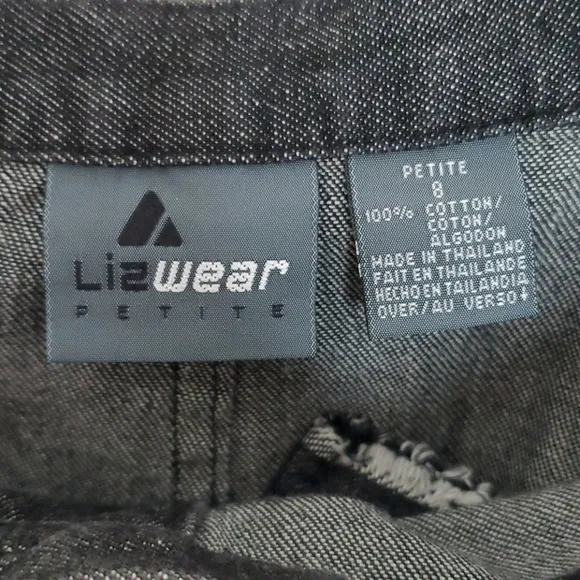 Lizwear
PETITE
PETITE
8
100% COTTON/
COTON/
ALGODON
MADE IN THAILAND
FAIT EN THAILANDE
HECHO EN TAILANDIA
OVER/AU VERSO↓